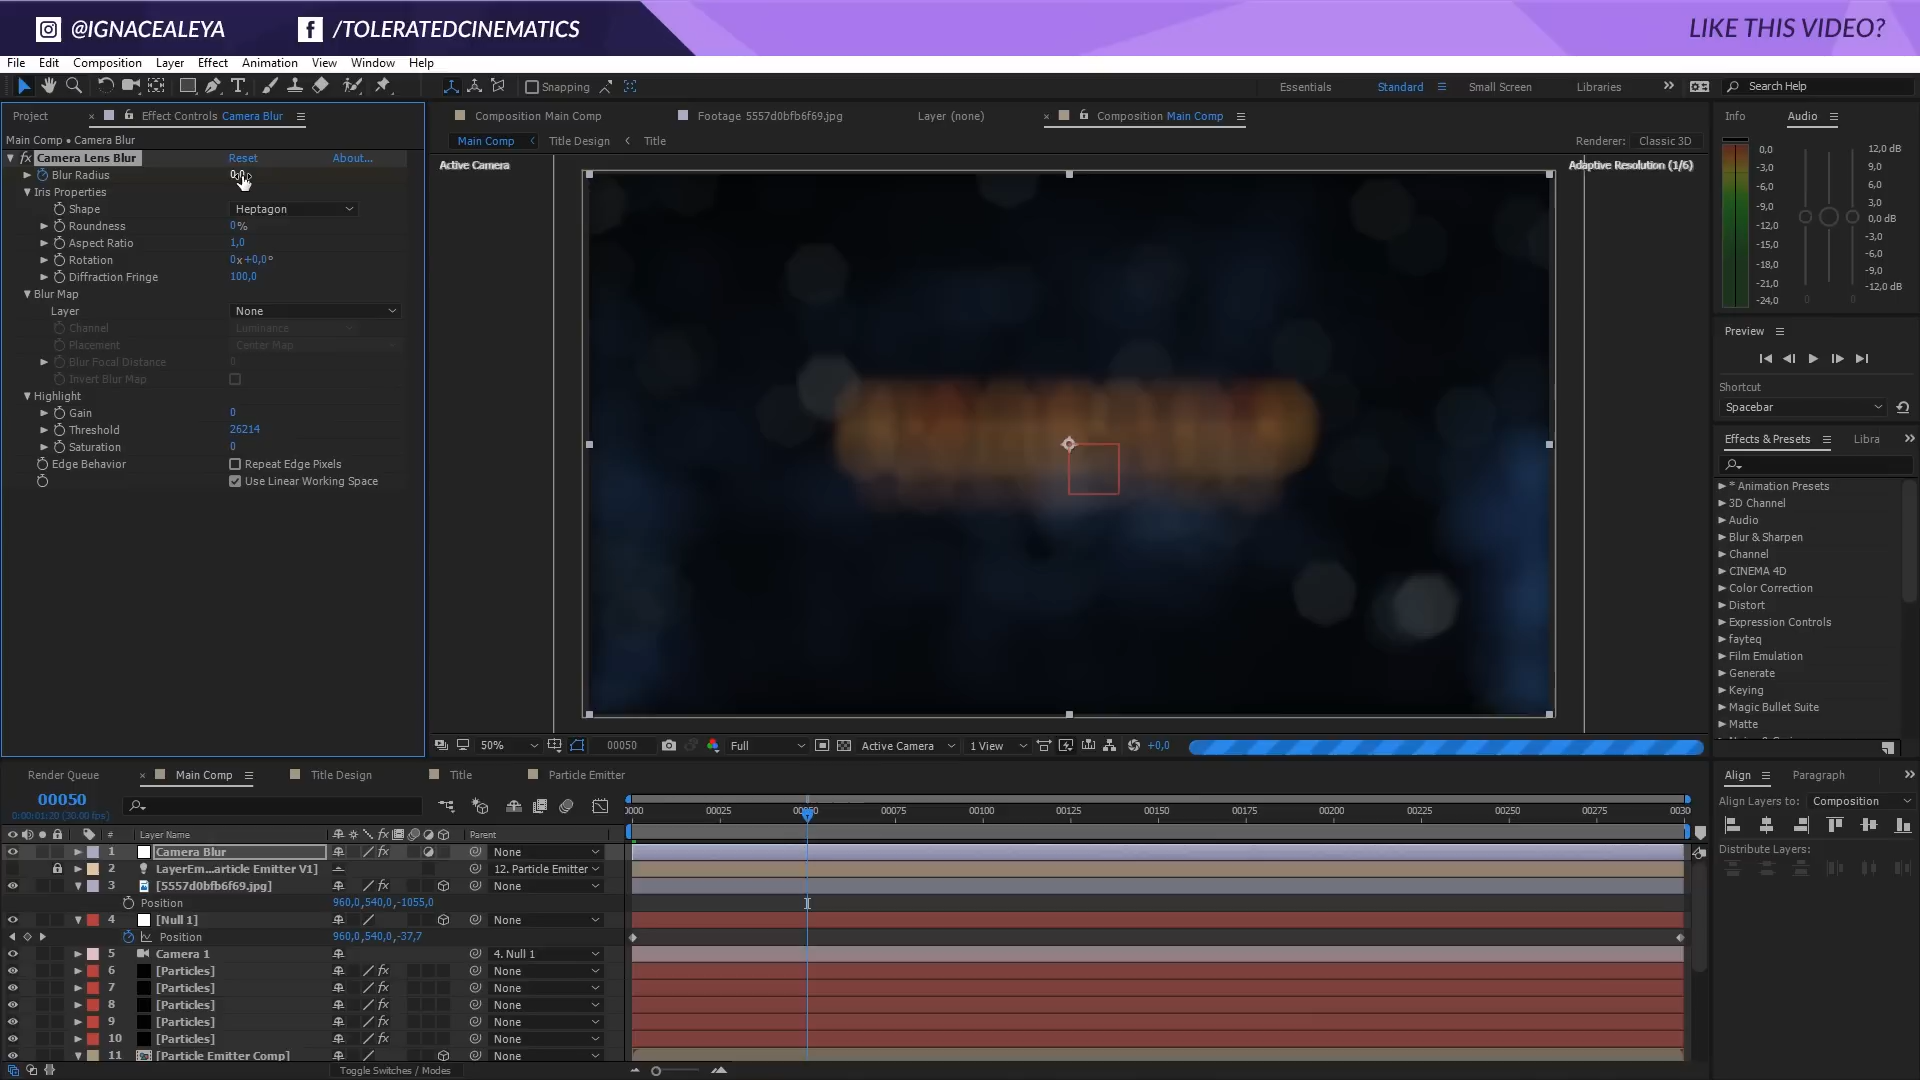 @IGNACEALEYA
/TOLERATEDCINEMATICS
LIKE THIS VIDEO?
File Edit Composition Layer Effect Animation View Window Help
Snapping
Essentials Standard Small Screen Libraries
Search Help
Project Effect Controls Camera Blur
Composition Main Comp
Footage 5557d0bfb6f69.jpg
Layer (none)
Composition Main Comp
Info Audio
Main Comp • Camera Blur
Main Comp Title Design Title
Renderer: Classic 3D
Active Camera
Adaptive Resolution (1/6)
fx Camera Lens Blur Reset About...
Blur Radius
Iris Properties
Shape Heptagon
Roundness 0%
Aspect Ratio 1,0
Rotation 0x+0,0°
Diffraction Fringe 100,0
Blur Map
Layer None
Channel Luminance
Placement Center Map
Blur Focal Distance 0
Invert Blur Map
Highlight
Gain 0
Threshold 26214
Saturation 0
Edge Behavior Repeat Edge Pixels
Use Linear Working Space
0,0 12,0 dB
-3,0 9,0
-6,0 6,0
-9,0 3,0
-12,0 0,0 dB
-15,0 -3,0
-18,0 -6,0
-21,0 -9,0
-24,0 -12,0 dB
0 0
Preview
Shortcut
Spacebar
Effects & Presets Libra
* Animation Presets
3D Channel
Audio
Blur & Sharpen
Channel
CINEMA 4D
Color Correction
Distort
Expression Controls
fayteq
Film Emulation
Generate
Keying
Magic Bullet Suite
Matte
50% 00050 Full Active Camera 1 View +0,0
Render Queue Main Comp Title Design Title Particle Emitter
Align Paragraph
Align Layers to: Composition
Distribute Layers:
00050
0:00:01:20 (30.00 fps)
0000 00025 00050 00075 00100 00125 00150 00175 00200 00225 00250 00275 0030
# Layer Name Parent
1 Camera Blur fx None
2 LayerEm...article Emitter V1] 12. Particle Emitter
3 [5557d0bfb6f69.jpg] fx None
Position 960,0,540,0,-1055,0
4 [Null 1] None
Position 960,0,540,0,-37,7
5 Camera 1 4. Null 1
6 [Particles] fx None
7 [Particles] fx None
8 [Particles] fx None
9 [Particles] fx None
10 [Particles] fx None
11 [Particle Emitter Comp] None
Toggle Switches / Modes